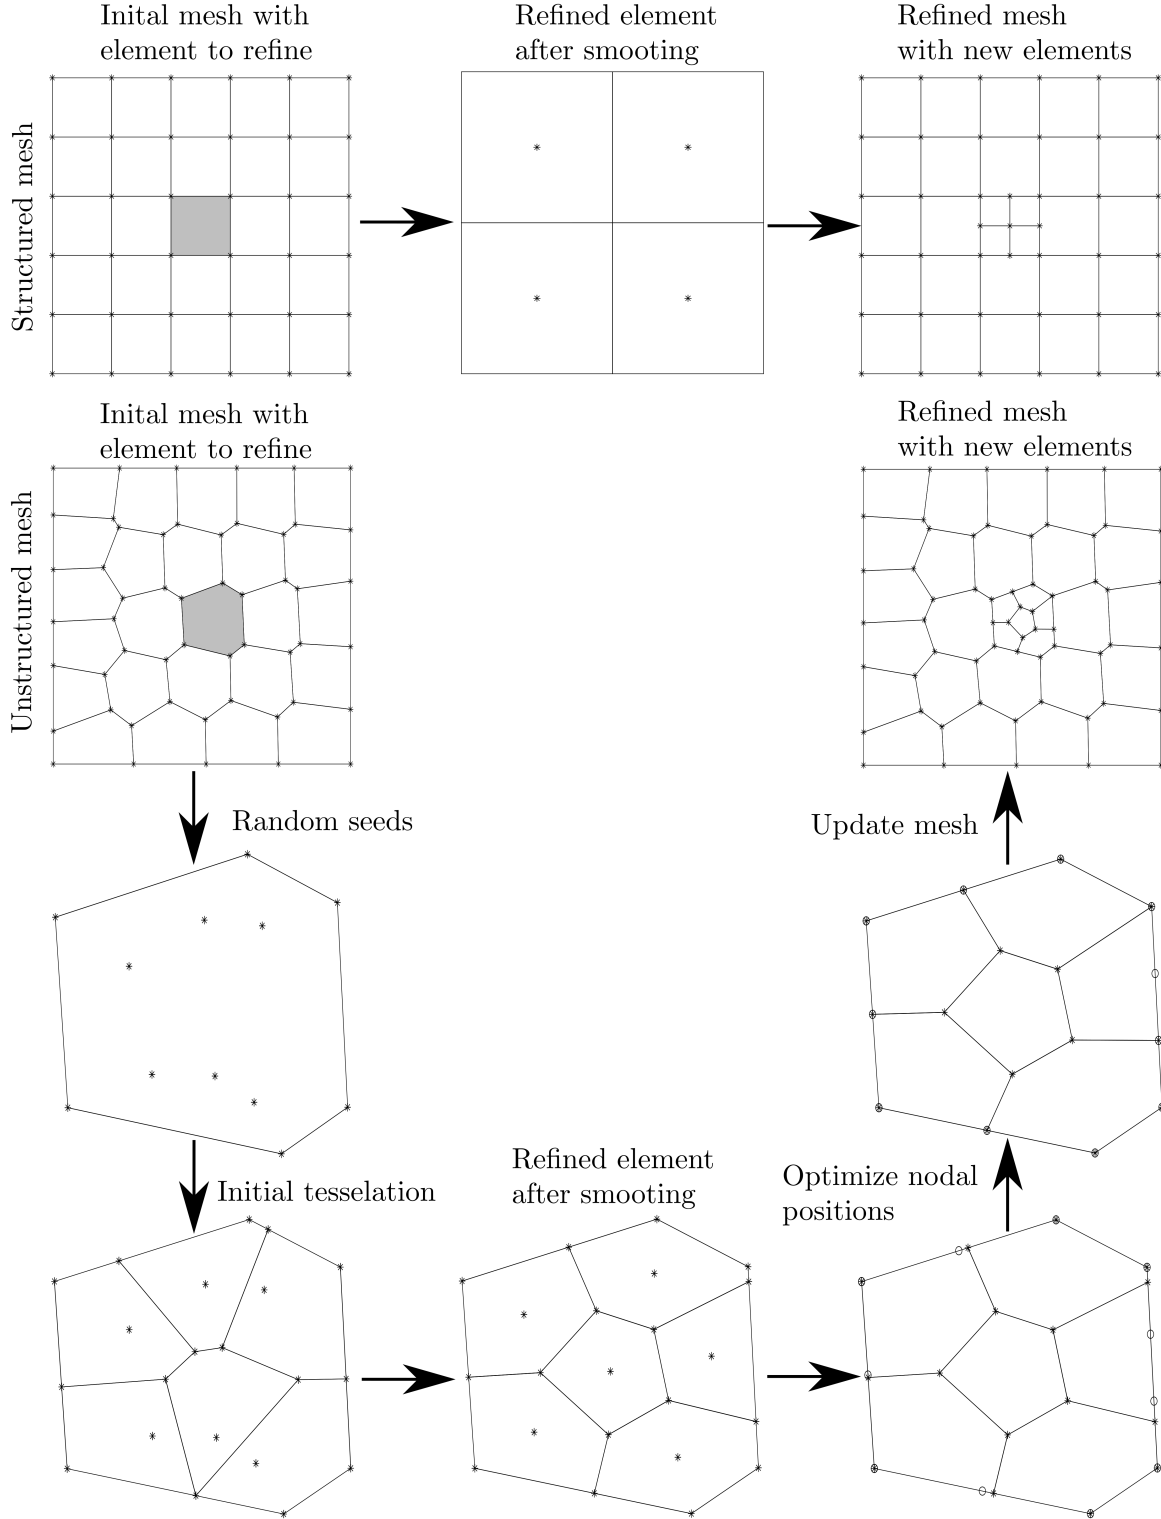 Inital mesh with
element to refine
Refined element
after smooting
Refined mesh
with new elements
Structured mesh
Inital mesh with
element to refine
Refined mesh
with new elements
Unstructured mesh
Random seeds
Update mesh
Initial tesselation
Refined element
after smooting
Optimize nodal
positions